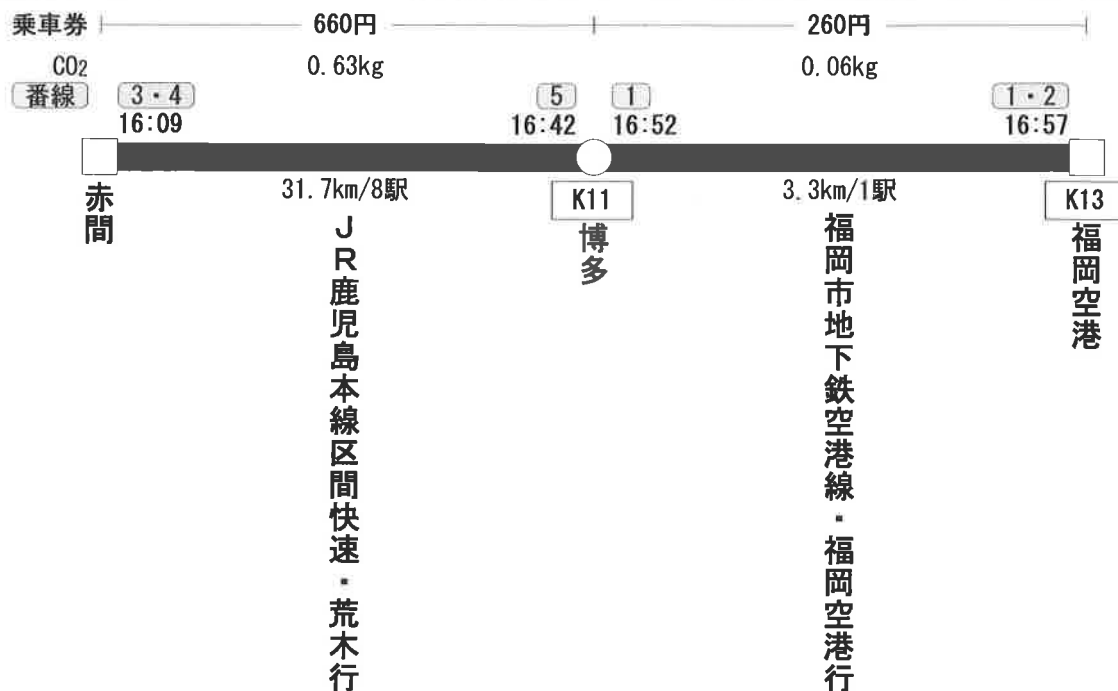 乗車券 660円 260円
CO2 0.63kg 0.06kg
番線 3・4 5 1 1・2
16:09 16:42 16:52 16:57
31.7km/8駅 3.3km/1駅
赤間
K11
博多
K13
福岡空港
JR鹿児島本線区間快速・荒木行
福岡市地下鉄空港線・福岡空港行